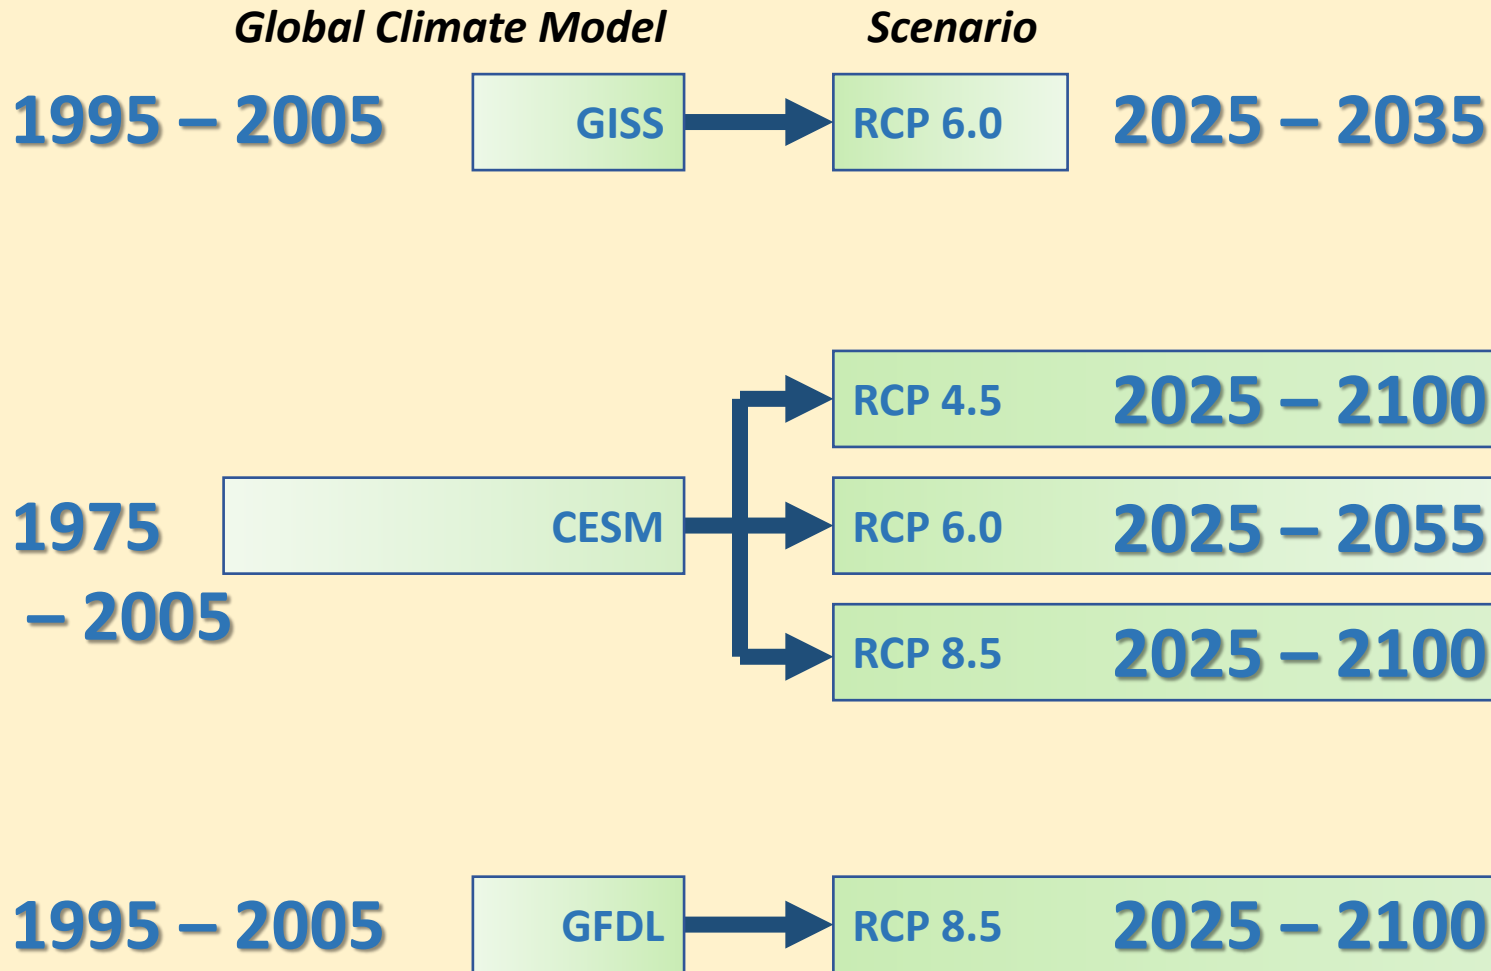 Global Climate Model Scenario
1995 – 2005 GISS RCP 6.0 2025 – 2035
RCP 4.5 2025 – 2100
1975 CESM RCP 6.0 2025 – 2055
– 2005
RCP 8.5 2025 – 2100
1995 – 2005 GFDL RCP 8.5 2025 – 2100